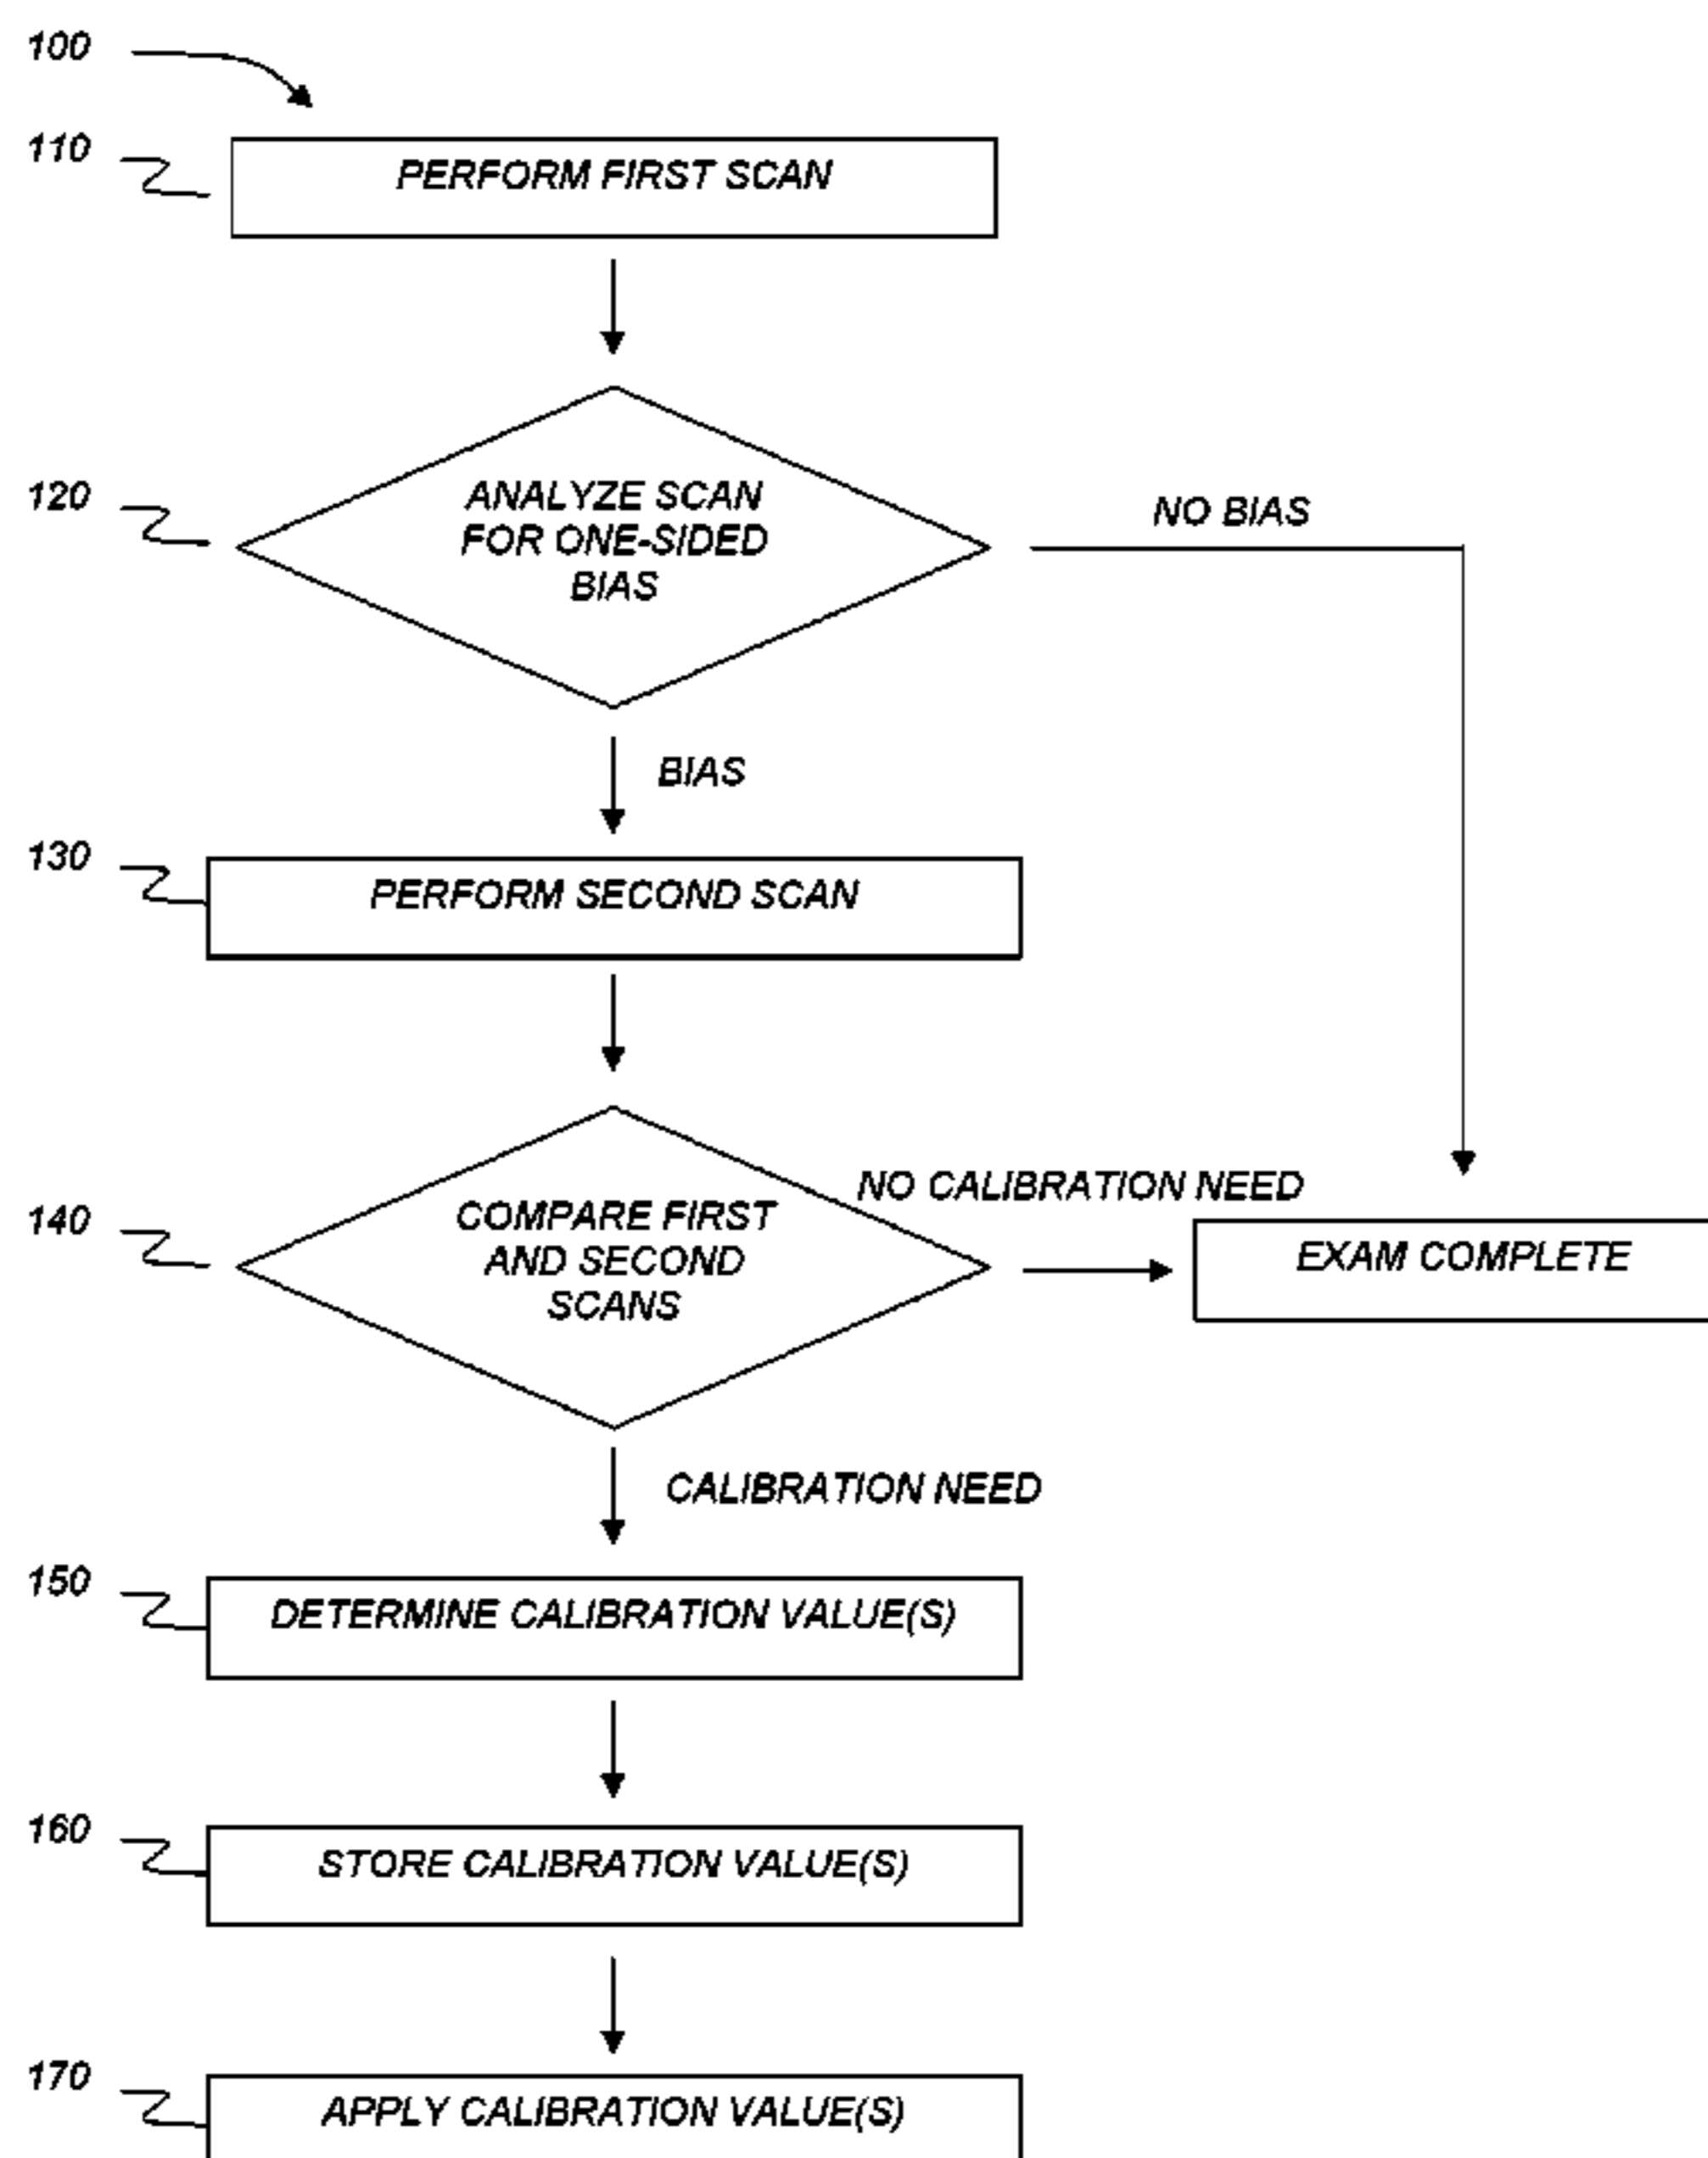 100
110
PERFORM FIRST SCAN
120
ANALYZE SCAN
FOR ONE-SIDED
BIAS
NO BIAS
BIAS
130
PERFORM SECOND SCAN
140
COMPARE FIRST
AND SECOND
SCANS
NO CALIBRATION NEED
EXAM COMPLETE
CALIBRATION NEED
150
DETERMINE CALIBRATION VALUE(S)
160
STORE CALIBRATION VALUE(S)
170
APPLY CALIBRATION VALUE(S)